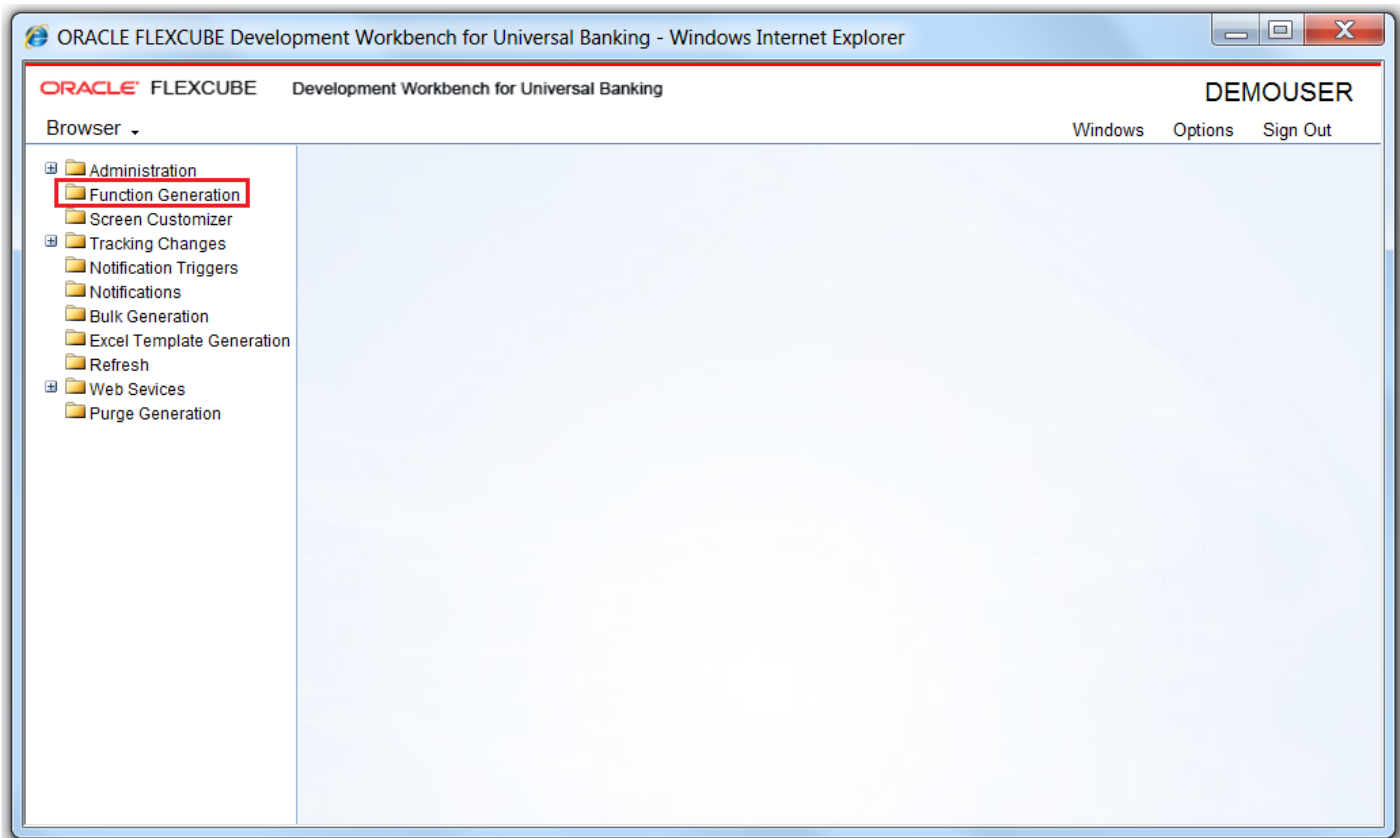 ORACLE FLEXCUBE Development Workbench for Universal Banking - Windows Internet Explorer
ORACLE FLEXCUBE Development Workbench for Universal Banking DEMOUSER
Browser Windows Options Sign Out
Administration
Function Generation
Screen Customizer
Tracking Changes
Notification Triggers
Notifications
Bulk Generation
Excel Template Generation
Refresh
Web Sevices
Purge Generation